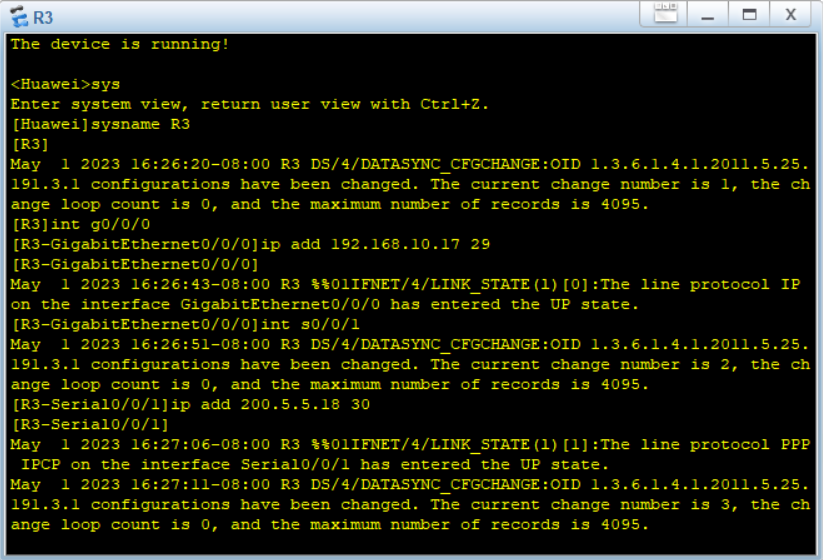 R3
The device is running!
<Huawei>sys
Enter system view, return user view with Ctrl+Z.
[Huawei]sysname R3
[R3]
May  1 2023 16:26:20-08:00 R3 DS/4/DATASYNC_CFGCHANGE:OID 1.3.6.1.4.1.2011.5.25.
191.3.1 configurations have been changed. The current change number is 1, the ch
ange loop count is 0, and the maximum number of records is 4095.
[R3]int g0/0/0
[R3-GigabitEthernet0/0/0]ip add 192.168.10.17 29
[R3-GigabitEthernet0/0/0]
May  1 2023 16:26:43-08:00 R3 %%01IFNET/4/LINK_STATE(l)[0]:The line protocol IP
on the interface GigabitEthernet0/0/0 has entered the UP state.
[R3-GigabitEthernet0/0/0]int s0/0/1
May  1 2023 16:26:51-08:00 R3 DS/4/DATASYNC_CFGCHANGE:OID 1.3.6.1.4.1.2011.5.25.
191.3.1 configurations have been changed. The current change number is 2, the ch
ange loop count is 0, and the maximum number of records is 4095.
[R3-Serial0/0/1]ip add 200.5.5.18 30
[R3-Serial0/0/1]
May  1 2023 16:27:06-08:00 R3 %%01IFNET/4/LINK_STATE(l)[1]:The line protocol PPP
 IPCP on the interface Serial0/0/1 has entered the UP state.
May  1 2023 16:27:11-08:00 R3 DS/4/DATASYNC_CFGCHANGE:OID 1.3.6.1.4.1.2011.5.25.
191.3.1 configurations have been changed. The current change number is 3, the ch
ange loop count is 0, and the maximum number of records is 4095.